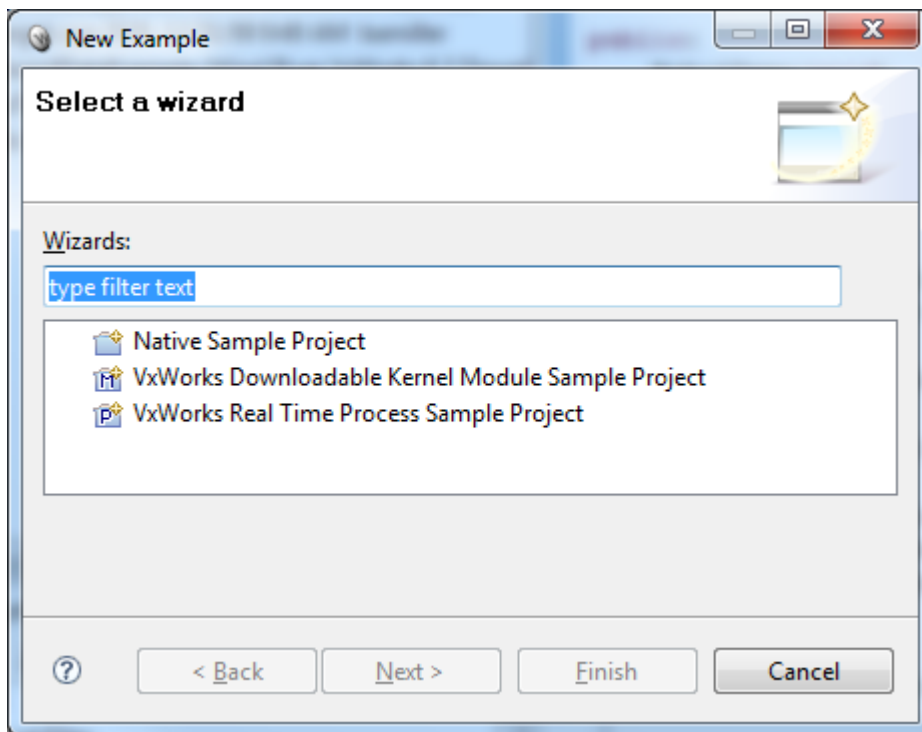 New Example
Select a wizard
Wizards:
type filter text
Native Sample Project
VxWorks Downloadable Kernel Module Sample Project
VxWorks Real Time Process Sample Project
? < Back Next > Finish Cancel